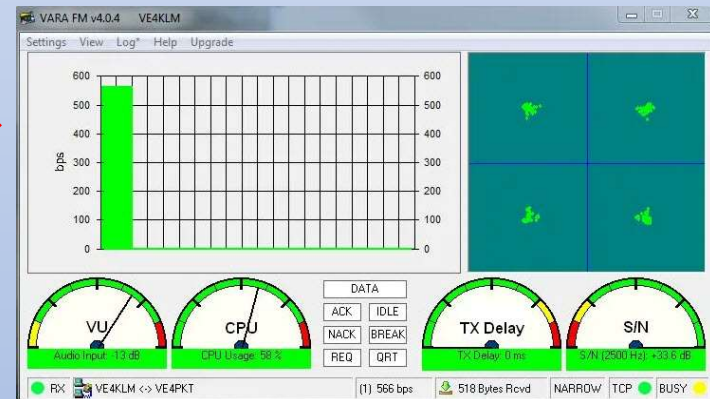 VARA FM v4.0.4 VE4KLM
Settings View Log* Help Upgrade
600 600
500 500
400 400
bps
300 300
200 200
100 100
0 0
DATA
ACK IDLE
NACK BREAK
REQ QRT
VU
Audio Input: -13 dB
CPU
CPU Usage: 58 %
TX Delay
TX Delay: 0 ms
S/N
S/N (2500 Hz): +33.6 dB
RX VE4KLM <-> VE4PKT (1) 566 bps 518 Bytes Rcvd NARROW TCP BUSY